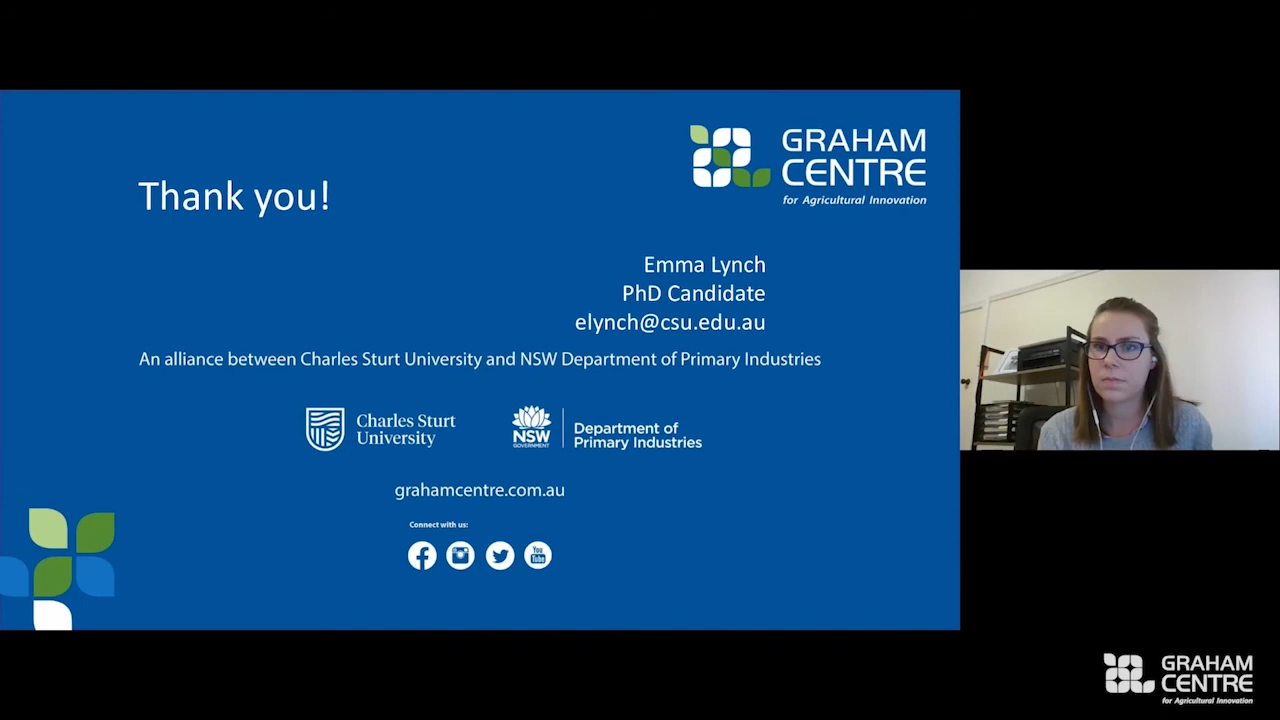 GRAHAM
CENTRE
for Agricultural Innovation
Thank you!
Emma Lynch
PhD Candidate
elynch@csu.edu.au
An alliance between Charles Sturt University and NSW Department of Primary Industries
Charles Sturt
University
NSW
GOVERNMENT
Department of
Primary Industries
grahamcentre.com.au
Connect with us:
You
Tube
GRAHAM
CENTRE
for Agricultural Innovation